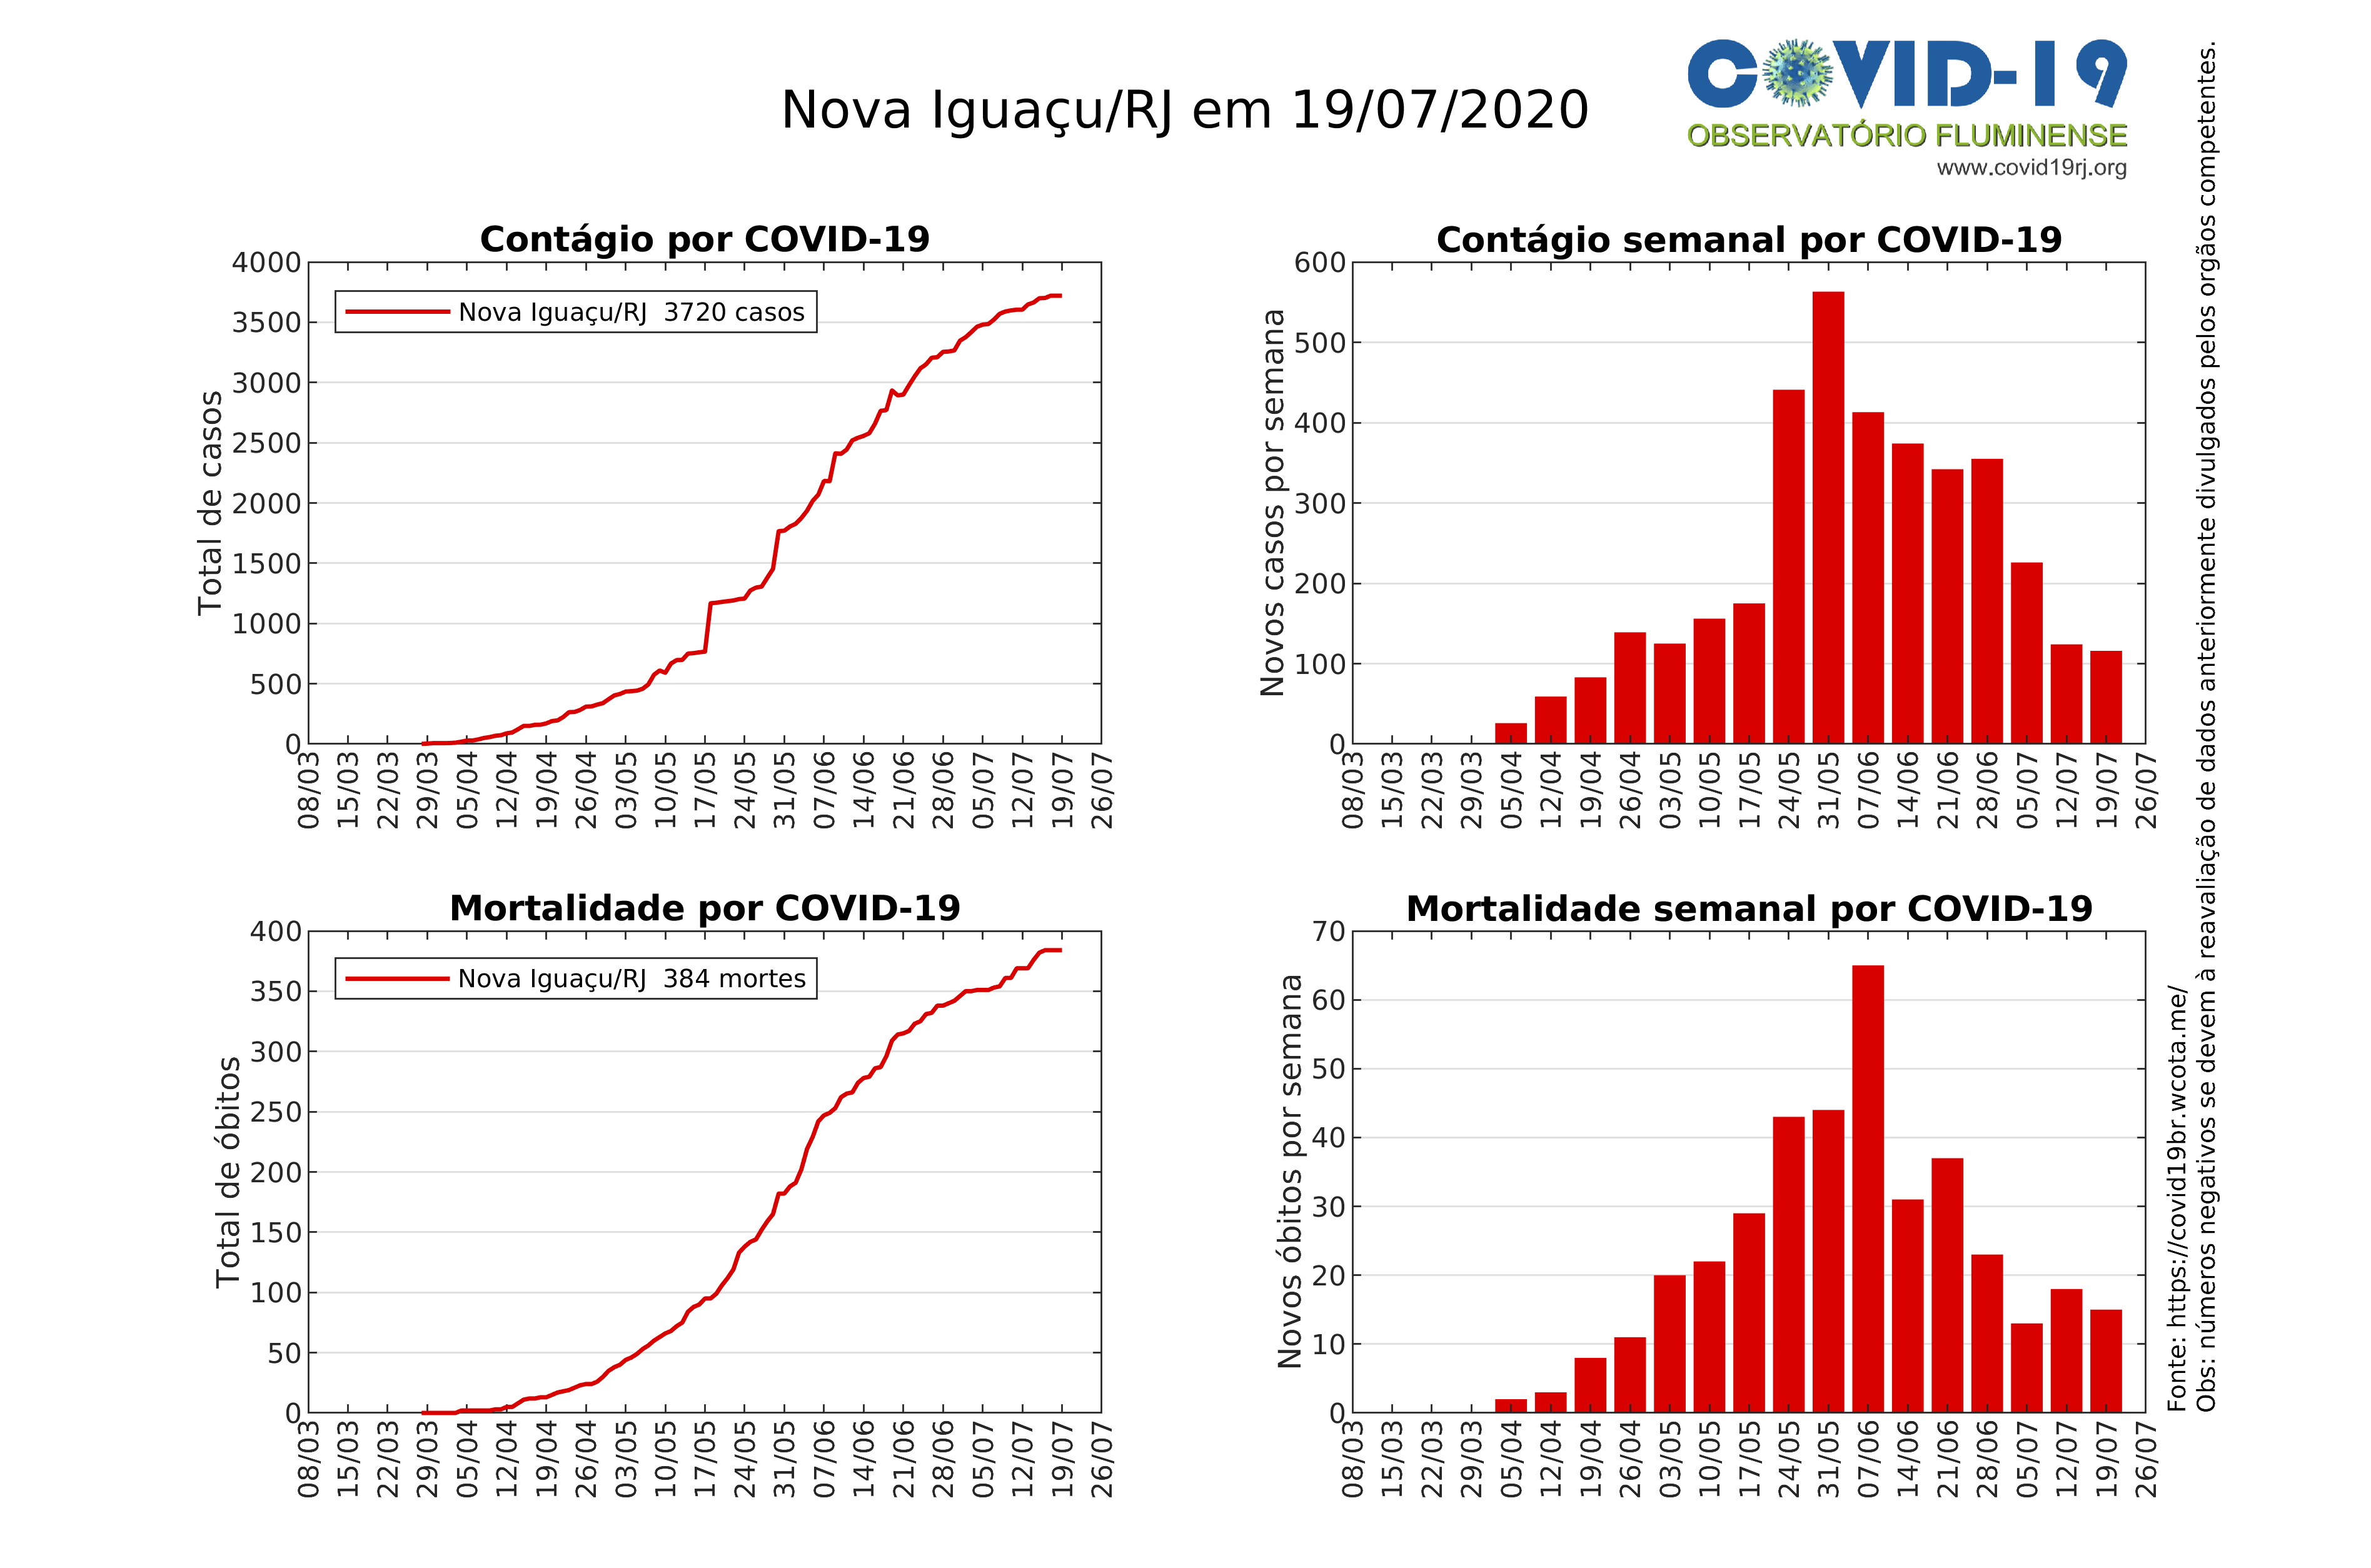 Nova Iguaçu/RJ em 19/07/2020
COVID-19
OBSERVATÓRIO FLUMINENSE
www.covid19rj.org
Contágio por COVID-19
Total de casos
4000
3500
3000
2500
2000
1500
1000
500
0
Nova Iguaçu/RJ 3720 casos
08/03 15/03 22/03 29/03 05/04 12/04 19/04 26/04 03/05 10/05 17/05 24/05 31/05 07/06 14/06 21/06 28/06 05/07 12/07 19/07 26/07
Contágio semanal por COVID-19
Novos casos por semana
600
500
400
300
200
100
0
08/03 15/03 22/03 29/03 05/04 12/04 19/04 26/04 03/05 10/05 17/05 24/05 31/05 07/06 14/06 21/06 28/06 05/07 12/07 19/07 26/07
Mortalidade por COVID-19
Total de óbitos
400
350
300
250
200
150
100
50
0
Nova Iguaçu/RJ 384 mortes
08/03 15/03 22/03 29/03 05/04 12/04 19/04 26/04 03/05 10/05 17/05 24/05 31/05 07/06 14/06 21/06 28/06 05/07 12/07 19/07 26/07
Mortalidade semanal por COVID-19
Novos óbitos por semana
70
60
50
40
30
20
10
0
08/03 15/03 22/03 29/03 05/04 12/04 19/04 26/04 03/05 10/05 17/05 24/05 31/05 07/06 14/06 21/06 28/06 05/07 12/07 19/07 26/07
Fonte: https://covid19br.wcota.me/
Obs: números negativos se devem à reavaliação de dados anteriormente divulgados pelos orgãos competentes.